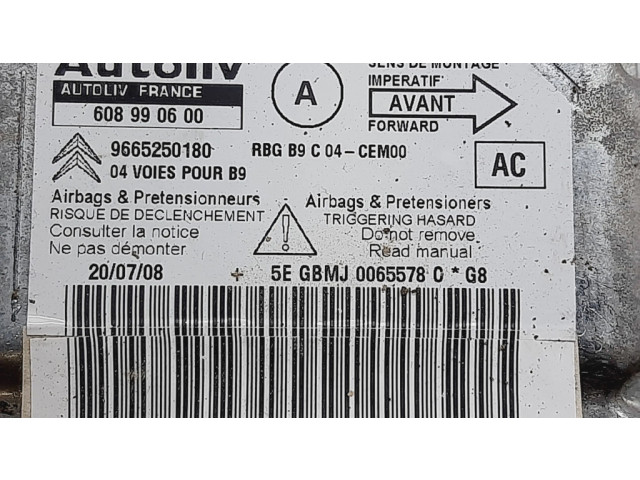 Autoliv
AUTOLIV FRANCE
608 99 06 00
A
SENS DE MONTAGE
IMPERATIF
AVANT
FORWARD
9665250180
RBG B9 C 04-CEM00
04 VOIES POUR B9
AC
Airbags & Pretensionneurs
RISQUE DE DECLENCHEMENT
Consulter la notice
Ne pas démonter
!
Airbags & Pretensioners
TRIGGERING HASARD
Do not remove
Read manual
20/07/08 + 5E GBMJ 0065578 C * G8